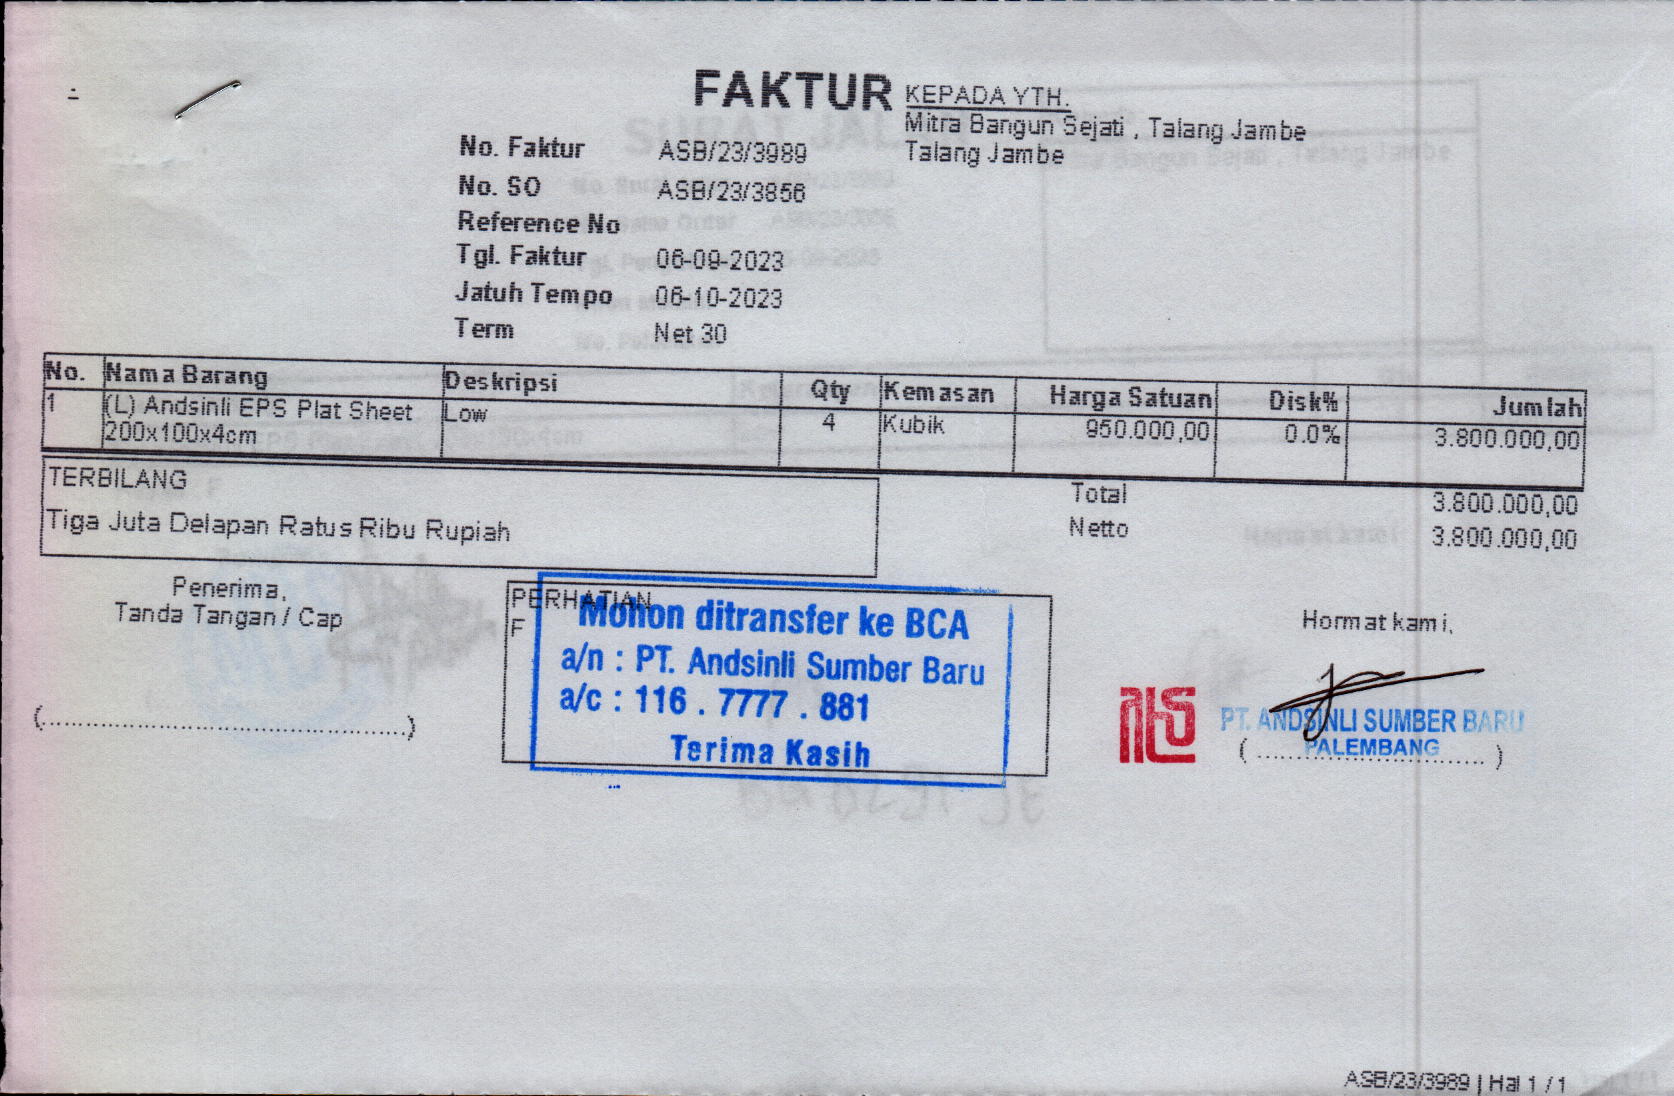 FAKTUR
KEPADA YTH.
Mitra Bangun Sejati , Talang Jambe
Talang Jambe
No. Faktur ASB/23/3989
No. SO ASB/23/3856
Reference No
Tgl. Faktur 06-09-2023
Jatuh Tempo 06-10-2023
Term Net 30
No. Nama Barang Deskripsi Qty Kemasan Harga Satuan Disk% Jumlah
1 (L) Andsinli EPS Plat Sheet Low 4 Kubik 950.000,00 0.0% 3.800.000,00
200x100x4cm
TERBILANG
Tiga Juta Delapan Ratus Ribu Rupiah
Total 3.800.000,00
Netto 3.800.000,00
Penerima,
Tanda Tangan / Cap
(................................................)
PERHATIAN
F
Mohon ditransfer ke BCA
a/n : PT. Andsinli Sumber Baru
a/c : 116 . 7777 . 881
Terima Kasih
Hormat kami,
PT. ANDSINLI SUMBER BARU
PALEMBANG
(................................)
ASB/23/3989 | Hal 1 / 1